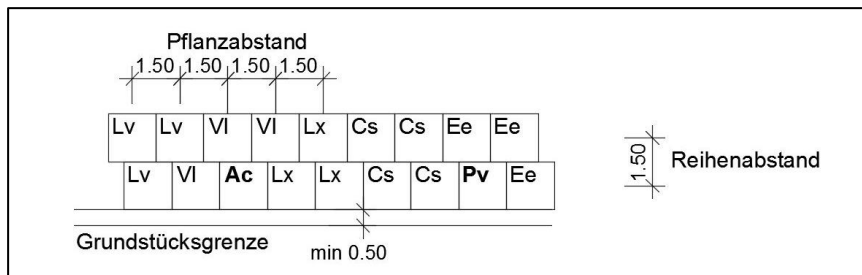 Pflanzabstand
1.50 1.50 1.50 1.50
Lv Lv Vl Vl Lx Cs Cs Ee Ee
Lv Vl Ac Lx Lx Cs Cs Pv Ee
1.50
Reihenabstand
Grundstücksgrenze
min 0.50